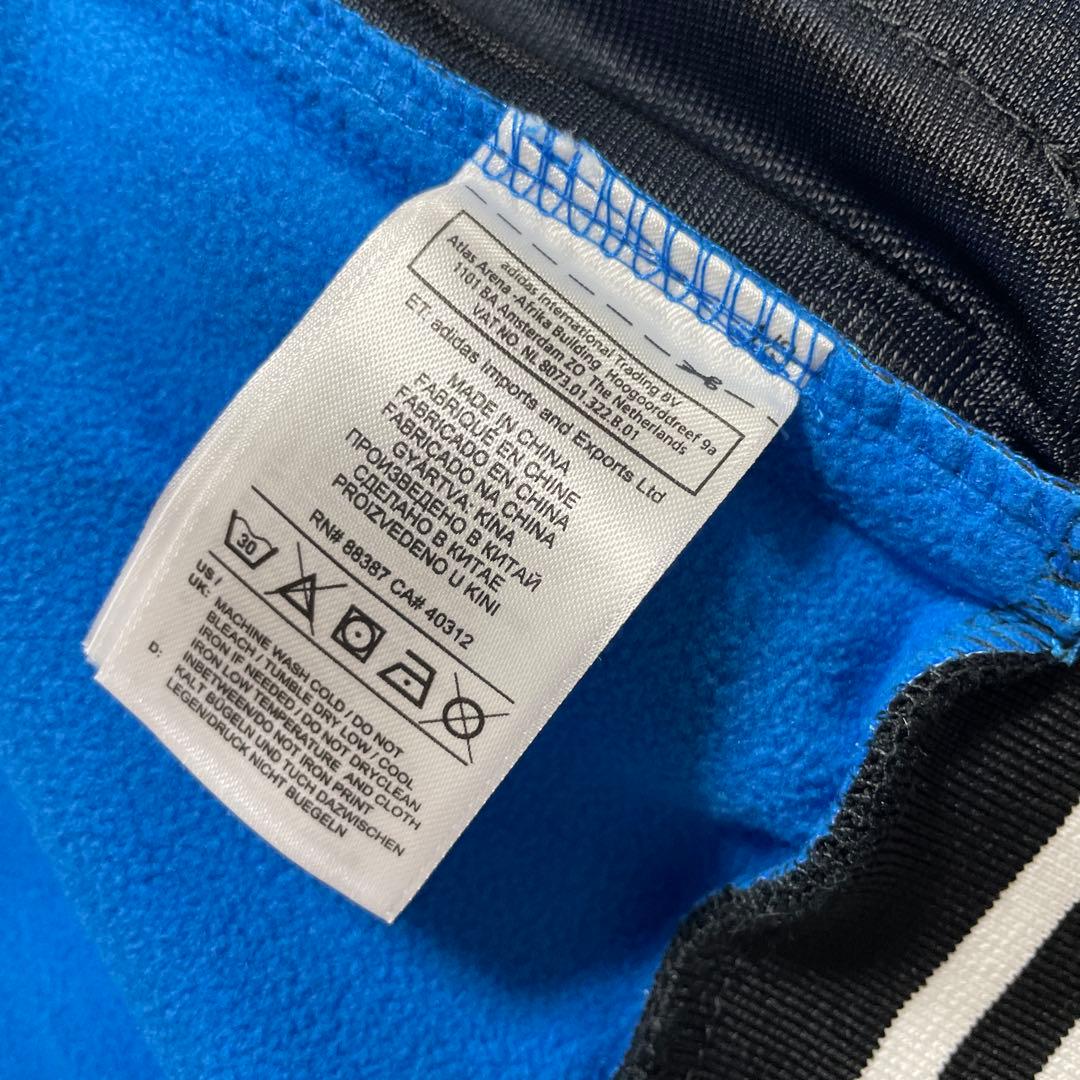 adidas International Trading BV
Atlas Arena -Afrika Building, Hoogoorddreef 9a
1101 BA Amsterdam ZO The Netherlands
VAT NO. NL 8073.01.322.B.01
ET. adidas Imports and Exports Ltd
MADE IN CHINA
FABRIQUÉ EN CHINE
FABRICADO EN CHINA
FABRICADO NA CHINA
GYÁRTVA: KÍNA
ПРОИЗВЕДЕНО В КИТАЙ
СДЕЛАНО В КИТАЕ
PROIZVEDENO U KINI
RN# 88387 CA# 40312
30
US /
UK: MACHINE WASH COLD / DO NOT
BLEACH / TUMBLE DRY LOW / COOL
IRON IF NEEDED / DO NOT DRYCLEAN
IRON LOW TEMPERATURE AND CLOTH
INBETWEEN/DO NOT IRON PRINT
D: KALT BÜGELN UND TUCH DAZWISCHEN
LEGEN/DRUCK NICHT BUEGELN